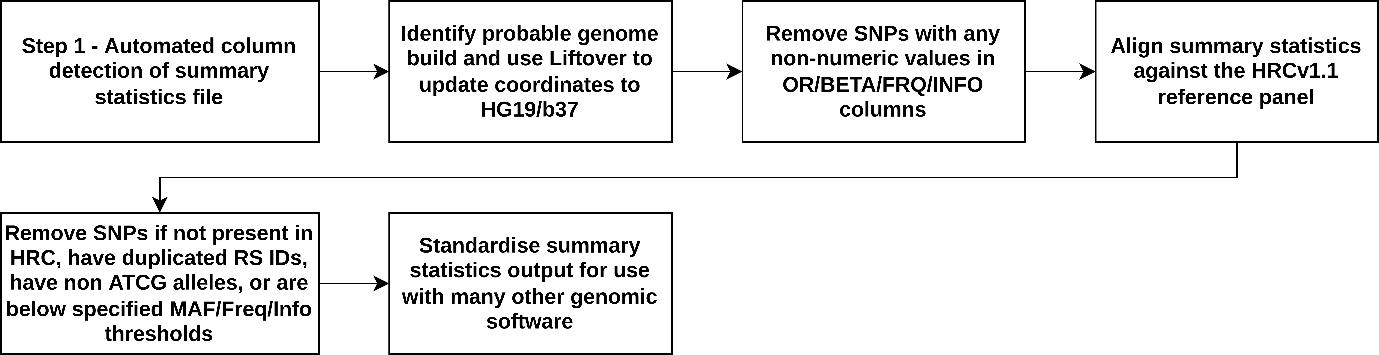 Step 1 - Automated column
detection of summary
statistics file
Identify probable genome
build and use Liftover to
update coordinates to
HG19/b37
Remove SNPs with any
non-numeric values in
OR/BETA/FRQ/INFO
columns
Align summary statistics
against the HRCv1.1
reference panel
Remove SNPs if not present in
HRC, have duplicated RS IDs,
have non ATCG alleles, or are
below specified MAF/Freq/Info
thresholds
Standardise summary
statistics output for use
with many other genomic
software